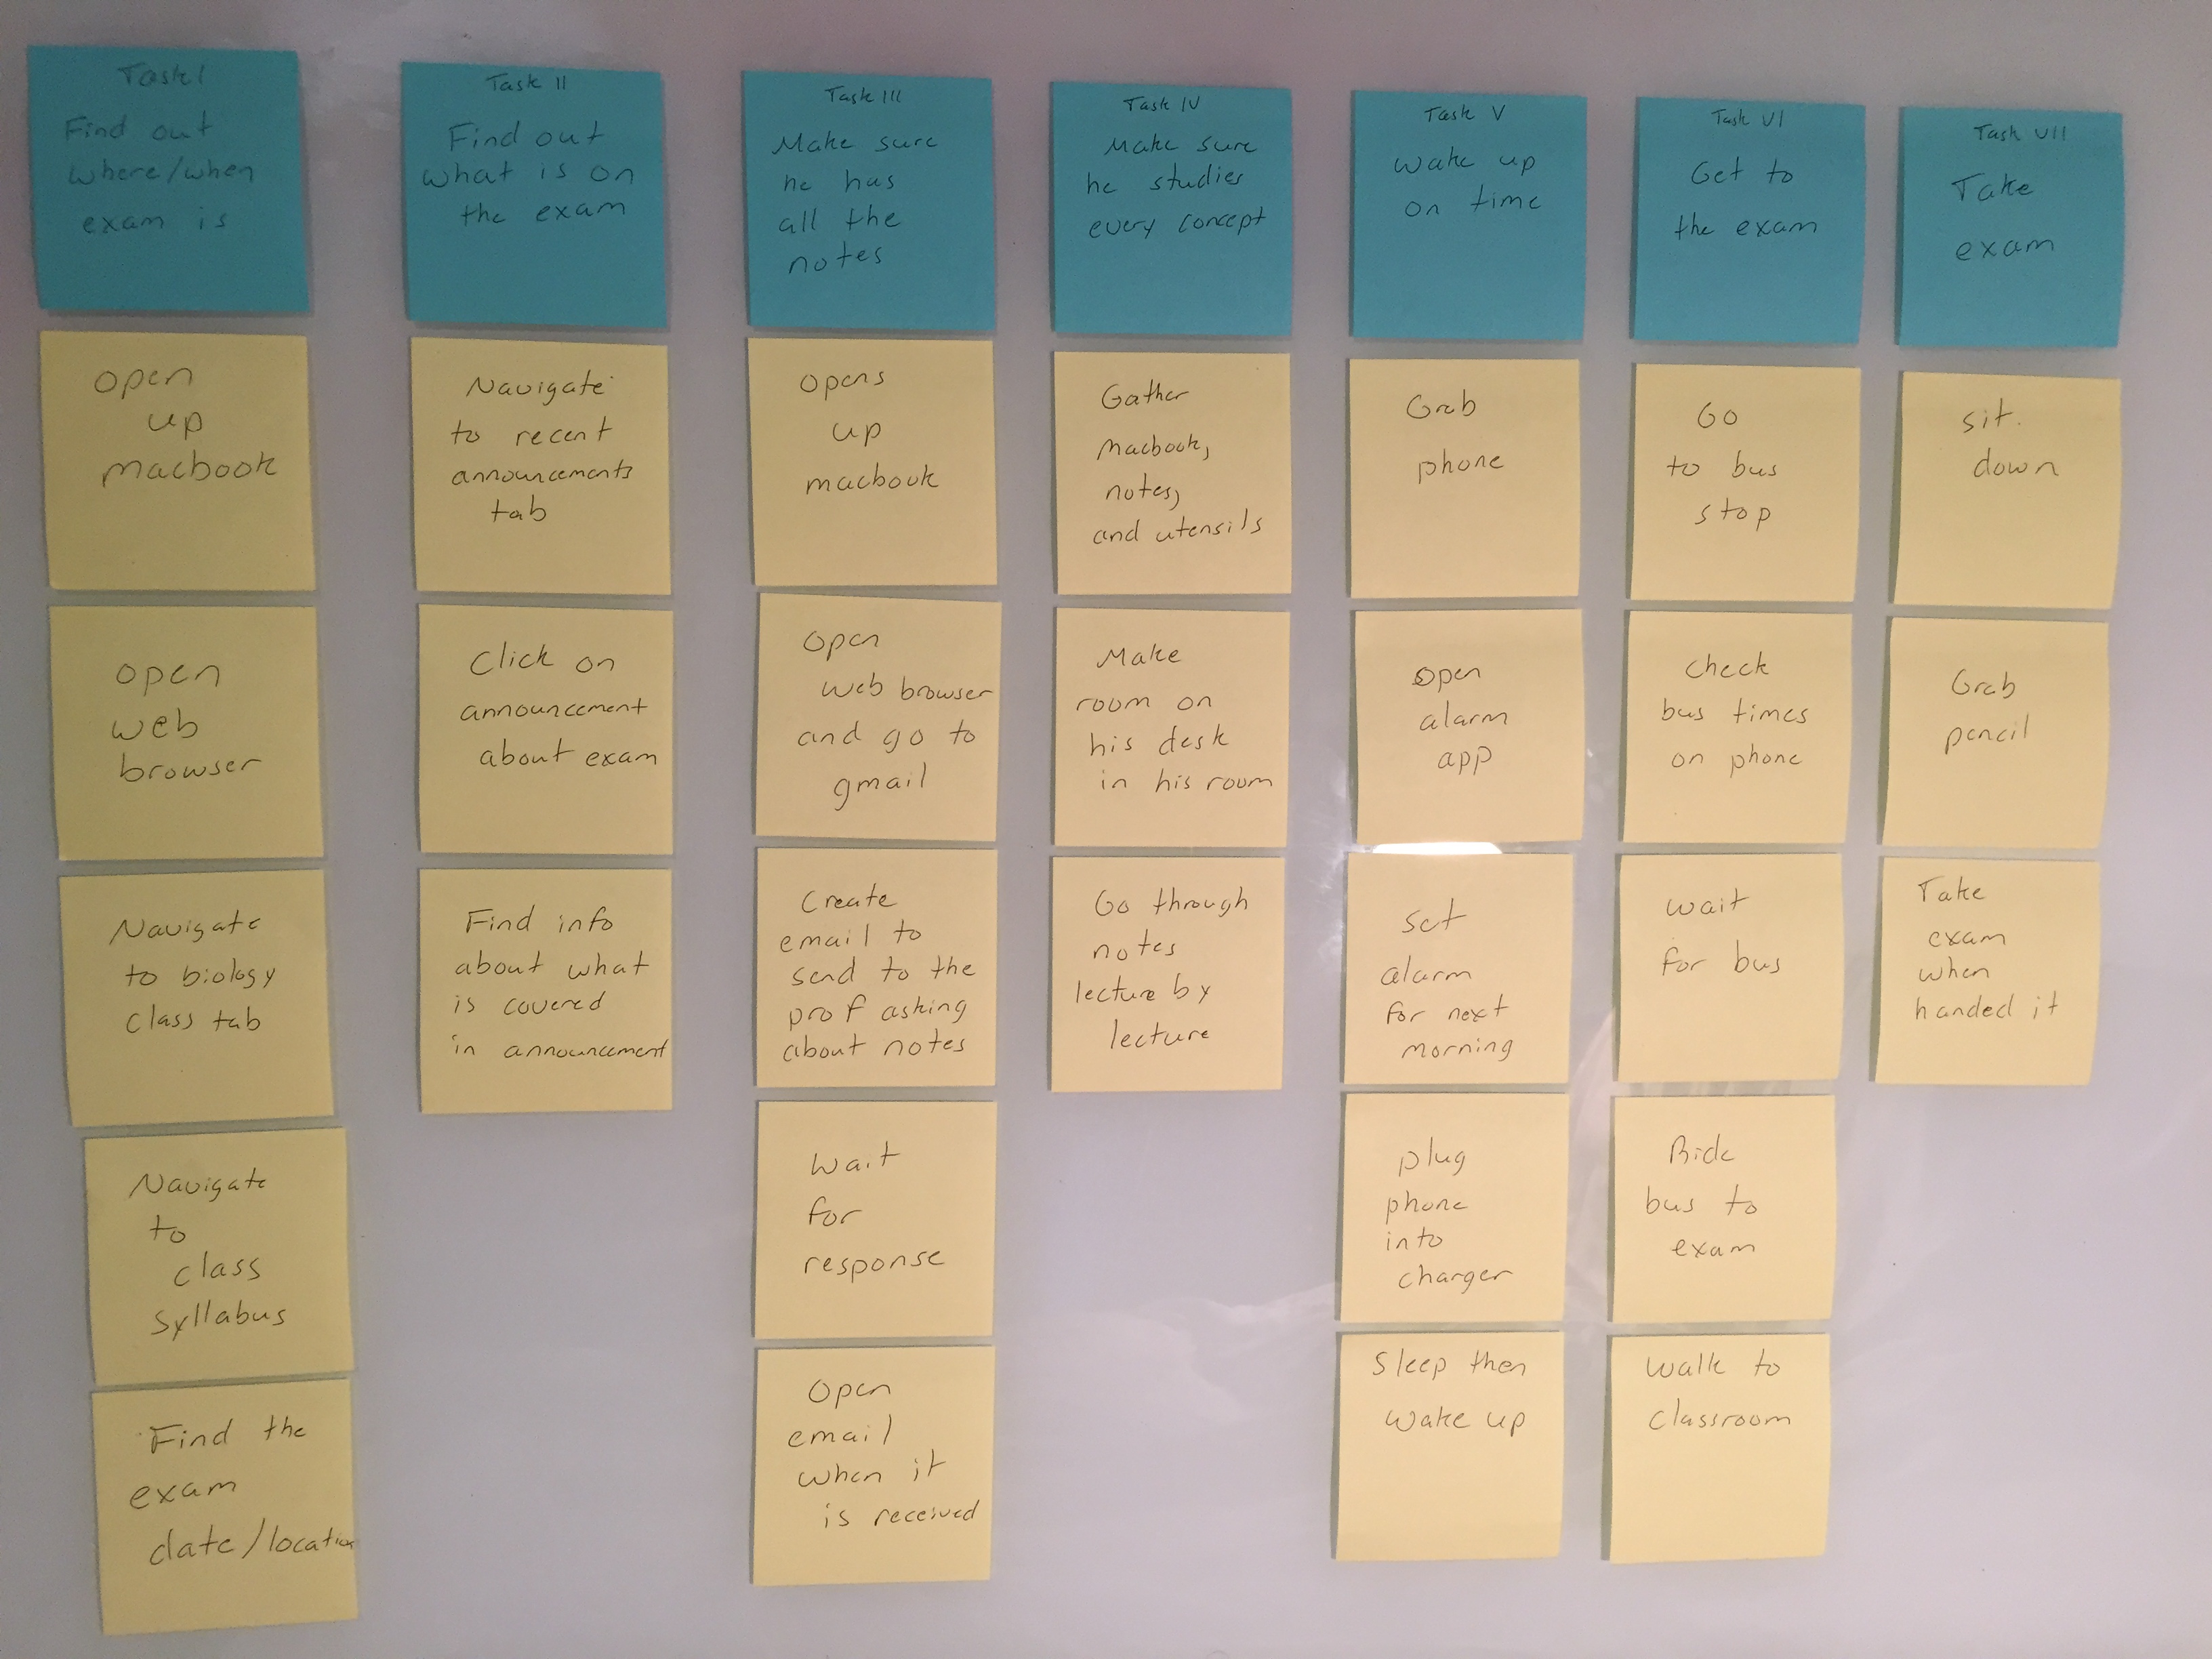 Task I
Find out
where/when
exam is
Open
up
macbook
open
web
browser
Navigate
to biology
class tab
Navigate
to
class
syllabus
Find the
exam
date/location
Task II
Find out
what is on
the exam
Navigate
to recent
announcements
tab
Click on
announcement
about exam
Find info
about what
is covered
in announcement
Task III
Make sure
he has
all the
notes
Opens
up
macbook
Open
web browser
and go to
gmail
Create
email to
send to the
prof asking
about notes
Wait
for
response
Open
email
when it
is received
Task IV
Make sure
he studies
every concept
Gather
macbook,
notes,
and utensils
Make
room on
his desk
in his room
Go through
notes
lecture by
lecture
Task V
wake up
on time
Grab
phone
Open
alarm
app
set
alarm
for next
morning
plug
phone
into
charger
Sleep then
wake up
Task VI
Get to
the exam
Go
to bus
stop
check
bus times
on phone
wait
for bus
Ride
bus to
exam
walk to
classroom
Task VII
Take
exam
sit
down
Grab
pencil
Take
exam
when
handed it